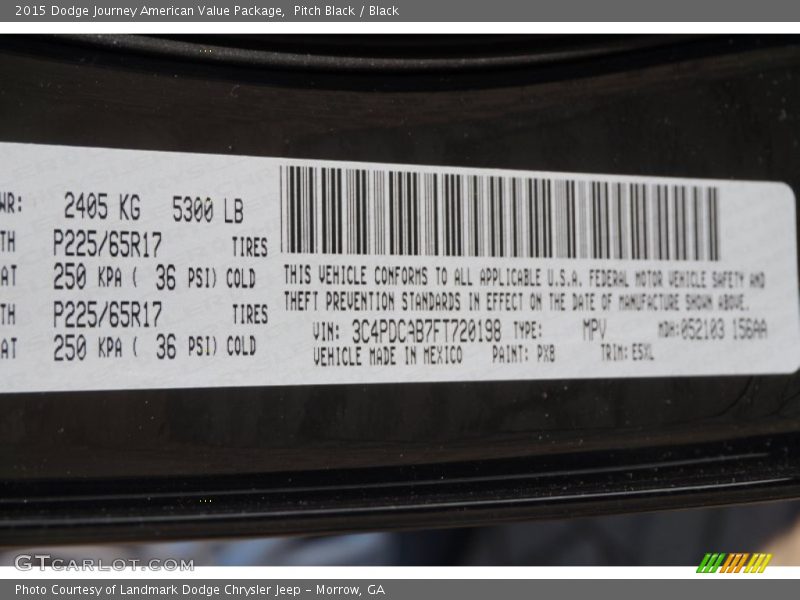 2015 Dodge Journey American Value Package, Pitch Black / Black
WR: 2405 KG 5300 LB
TH P225/65R17 TIRES
AT 250 KPA ( 36 PSI) COLD
TH P225/65R17 TIRES
AT 250 KPA ( 36 PSI) COLD
THIS VEHICLE CONFORMS TO ALL APPLICABLE U.S.A. FEDERAL MOTOR VEHICLE SAFETY AND
THEFT PREVENTION STANDARDS IN EFFECT ON THE DATE OF MANUFACTURE SHOWN ABOVE.
VIN: 3C4PDCAB7FT720198 TYPE: MPV MDH:052103 156AA
VEHICLE MADE IN MEXICO PAINT: PX8 TRIM: E5XL
GTCARLOT.COM
Photo Courtesy of Landmark Dodge Chrysler Jeep - Morrow, GA